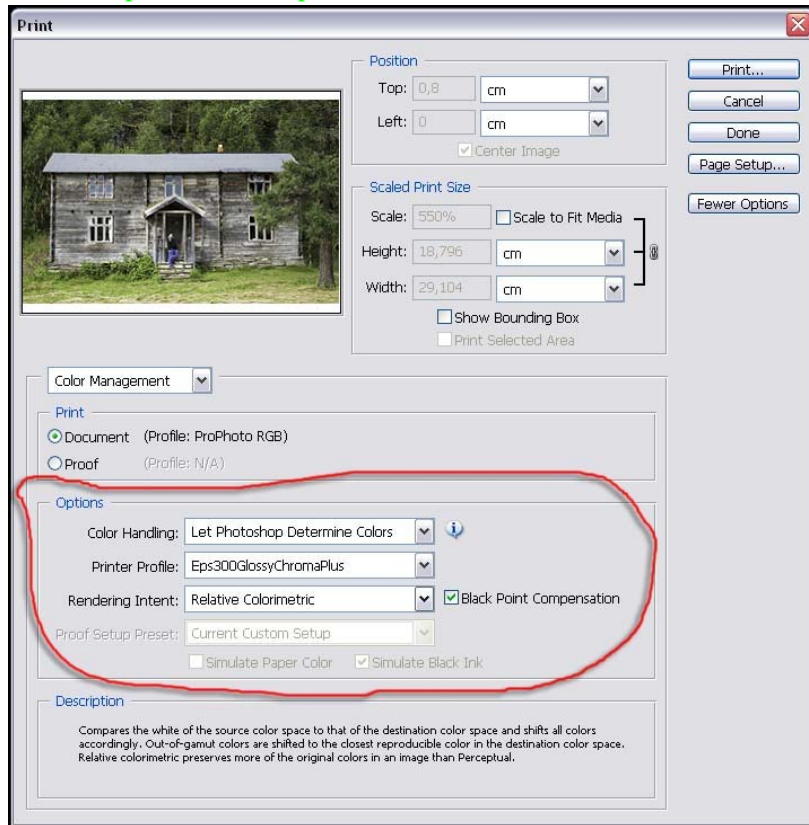 Print
Position
Top: 0,8 cm
Left: 0 cm
Center Image
Scaled Print Size
Scale: 550% Scale to Fit Media
Height: 18,796 cm
Width: 29,104 cm
Show Bounding Box
Print Selected Area
Print...
Cancel
Done
Page Setup...
Fewer Options
Color Management
Print
Document (Profile: ProPhoto RGB)
Proof (Profile: N/A)
Options
Color Handling: Let Photoshop Determine Colors
Printer Profile: Eps300GlossyChromaPlus
Rendering Intent: Relative Colorimetric Black Point Compensation
Proof Setup Preset: Current Custom Setup
Simulate Paper Color Simulate Black Ink
Description
Compares the white of the source color space to that of the destination color space and shifts all colors
accordingly. Out-of-gamut colors are shifted to the closest reproducible color in the destination color space.
Relative colorimetric preserves more of the original colors in an image than Perceptual.